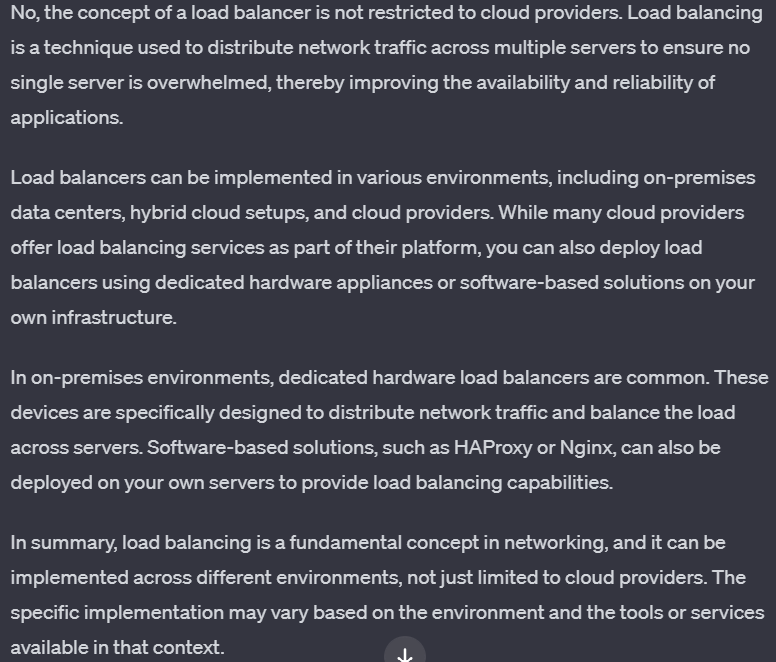 No, the concept of a load balancer is not restricted to cloud providers. Load balancing
is a technique used to distribute network traffic across multiple servers to ensure no
single server is overwhelmed, thereby improving the availability and reliability of
applications.
Load balancers can be implemented in various environments, including on-premises
data centers, hybrid cloud setups, and cloud providers. While many cloud providers
offer load balancing services as part of their platform, you can also deploy load
balancers using dedicated hardware appliances or software-based solutions on your
own infrastructure.
In on-premises environments, dedicated hardware load balancers are common. These
devices are specifically designed to distribute network traffic and balance the load
across servers. Software-based solutions, such as HAProxy or Nginx, can also be
deployed on your own servers to provide load balancing capabilities.
In summary, load balancing is a fundamental concept in networking, and it can be
implemented across different environments, not just limited to cloud providers. The
specific implementation may vary based on the environment and the tools or services
available in that context.